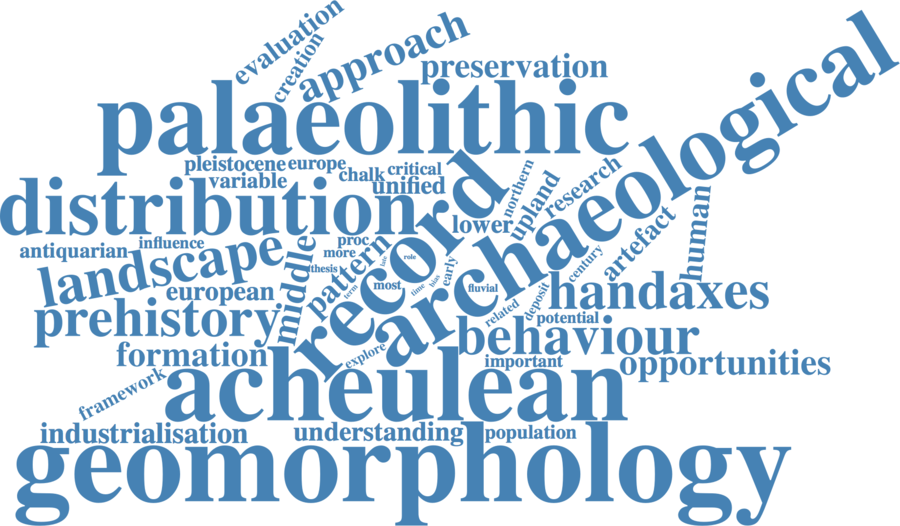 evaluation
creation
approach
preservation
palaeolithic
archaeological
pleistocene
europe
chalk
critical
variable
unified
distribution
record
northern
upland
research
lower
human
artefact
century
antiquarian
influence
proc
more
landscape
middle
thesis
pattern
late
role
term
most
time
bias
early
fluvial
european
handaxes
deposit
related
potential
prehistory
behaviour
formation
explore
important
opportunities
framework
acheulean
industrialisation
understanding
population
geomorphology